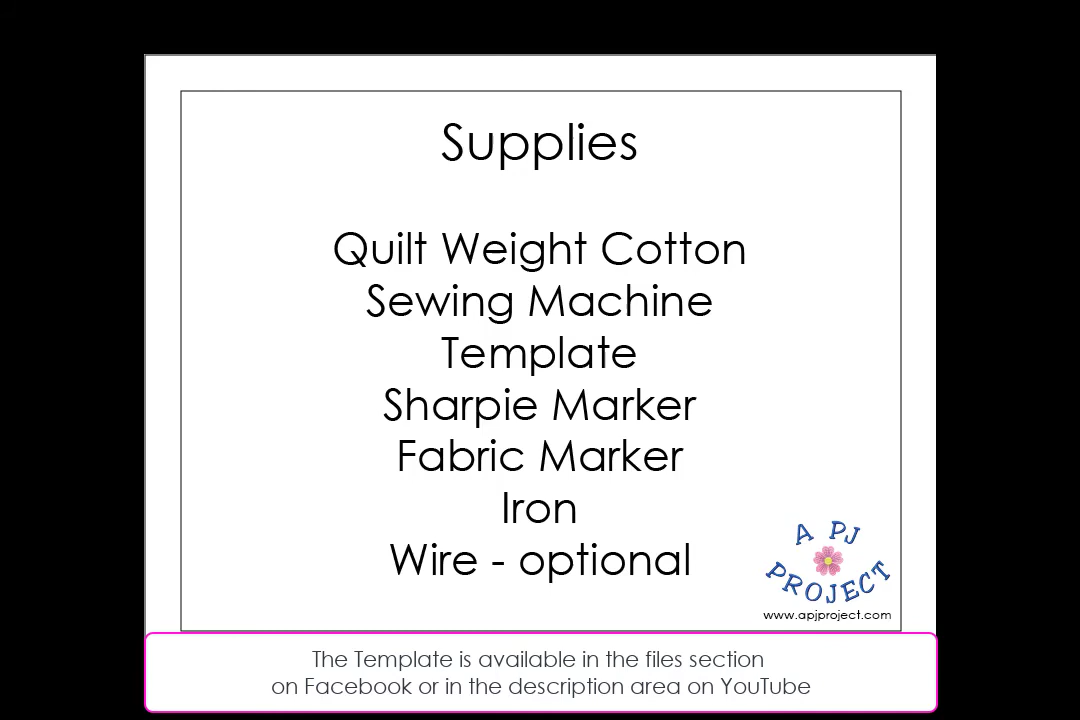 Supplies
Quilt Weight Cotton
Sewing Machine
Template
Sharpie Marker
Fabric Marker
Iron
Wire - optional
A PJ
PROJECT
www.apjproject.com
The Template is available in the files section
on Facebook or in the description area on YouTube